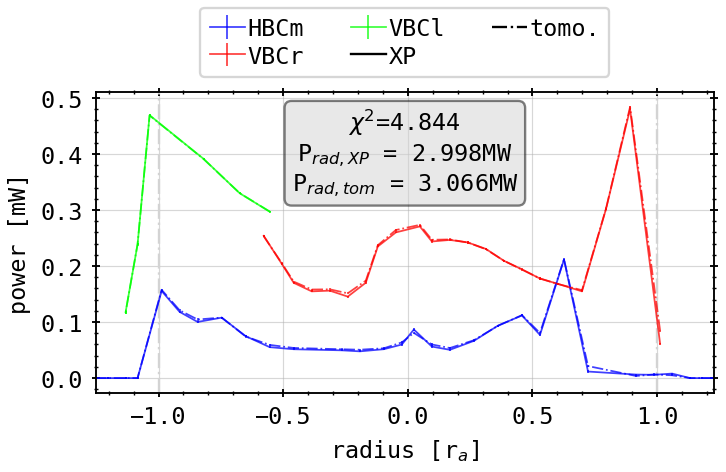 HBCm VBCl tomo.
VBCr XP
χ²=4.844
P_rad,XP = 2.998MW
P_rad,tom = 3.066MW
0.5
0.4
0.3
0.2
0.1
0.0
power [mW]
−1.0 −0.5 0.0 0.5 1.0
radius [r_a]